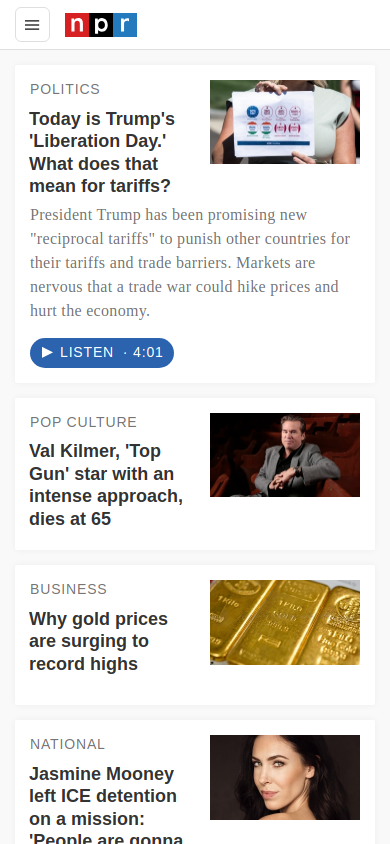 npr
POLITICS
Today is Trump's
'Liberation Day.'
What does that
mean for tariffs?
President Trump has been promising new
"reciprocal tariffs" to punish other countries for
their tariffs and trade barriers. Markets are
nervous that a trade war could hike prices and
hurt the economy.
LISTEN · 4:01
POP CULTURE
Val Kilmer, 'Top
Gun' star with an
intense approach,
dies at 65
BUSINESS
Why gold prices
are surging to
record highs
1 KILO
GOLD
NATIONAL
Jasmine Mooney
left ICE detention
on a mission:
'People are gonna